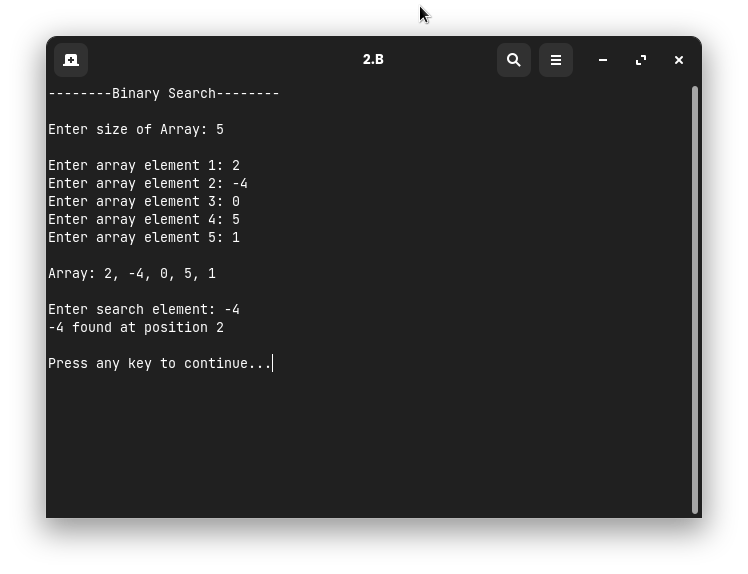 2.B
--------Binary Search--------
Enter size of Array: 5
Enter array element 1: 2
Enter array element 2: -4
Enter array element 3: 0
Enter array element 4: 5
Enter array element 5: 1
Array: 2, -4, 0, 5, 1
Enter search element: -4
-4 found at position 2
Press any key to continue...